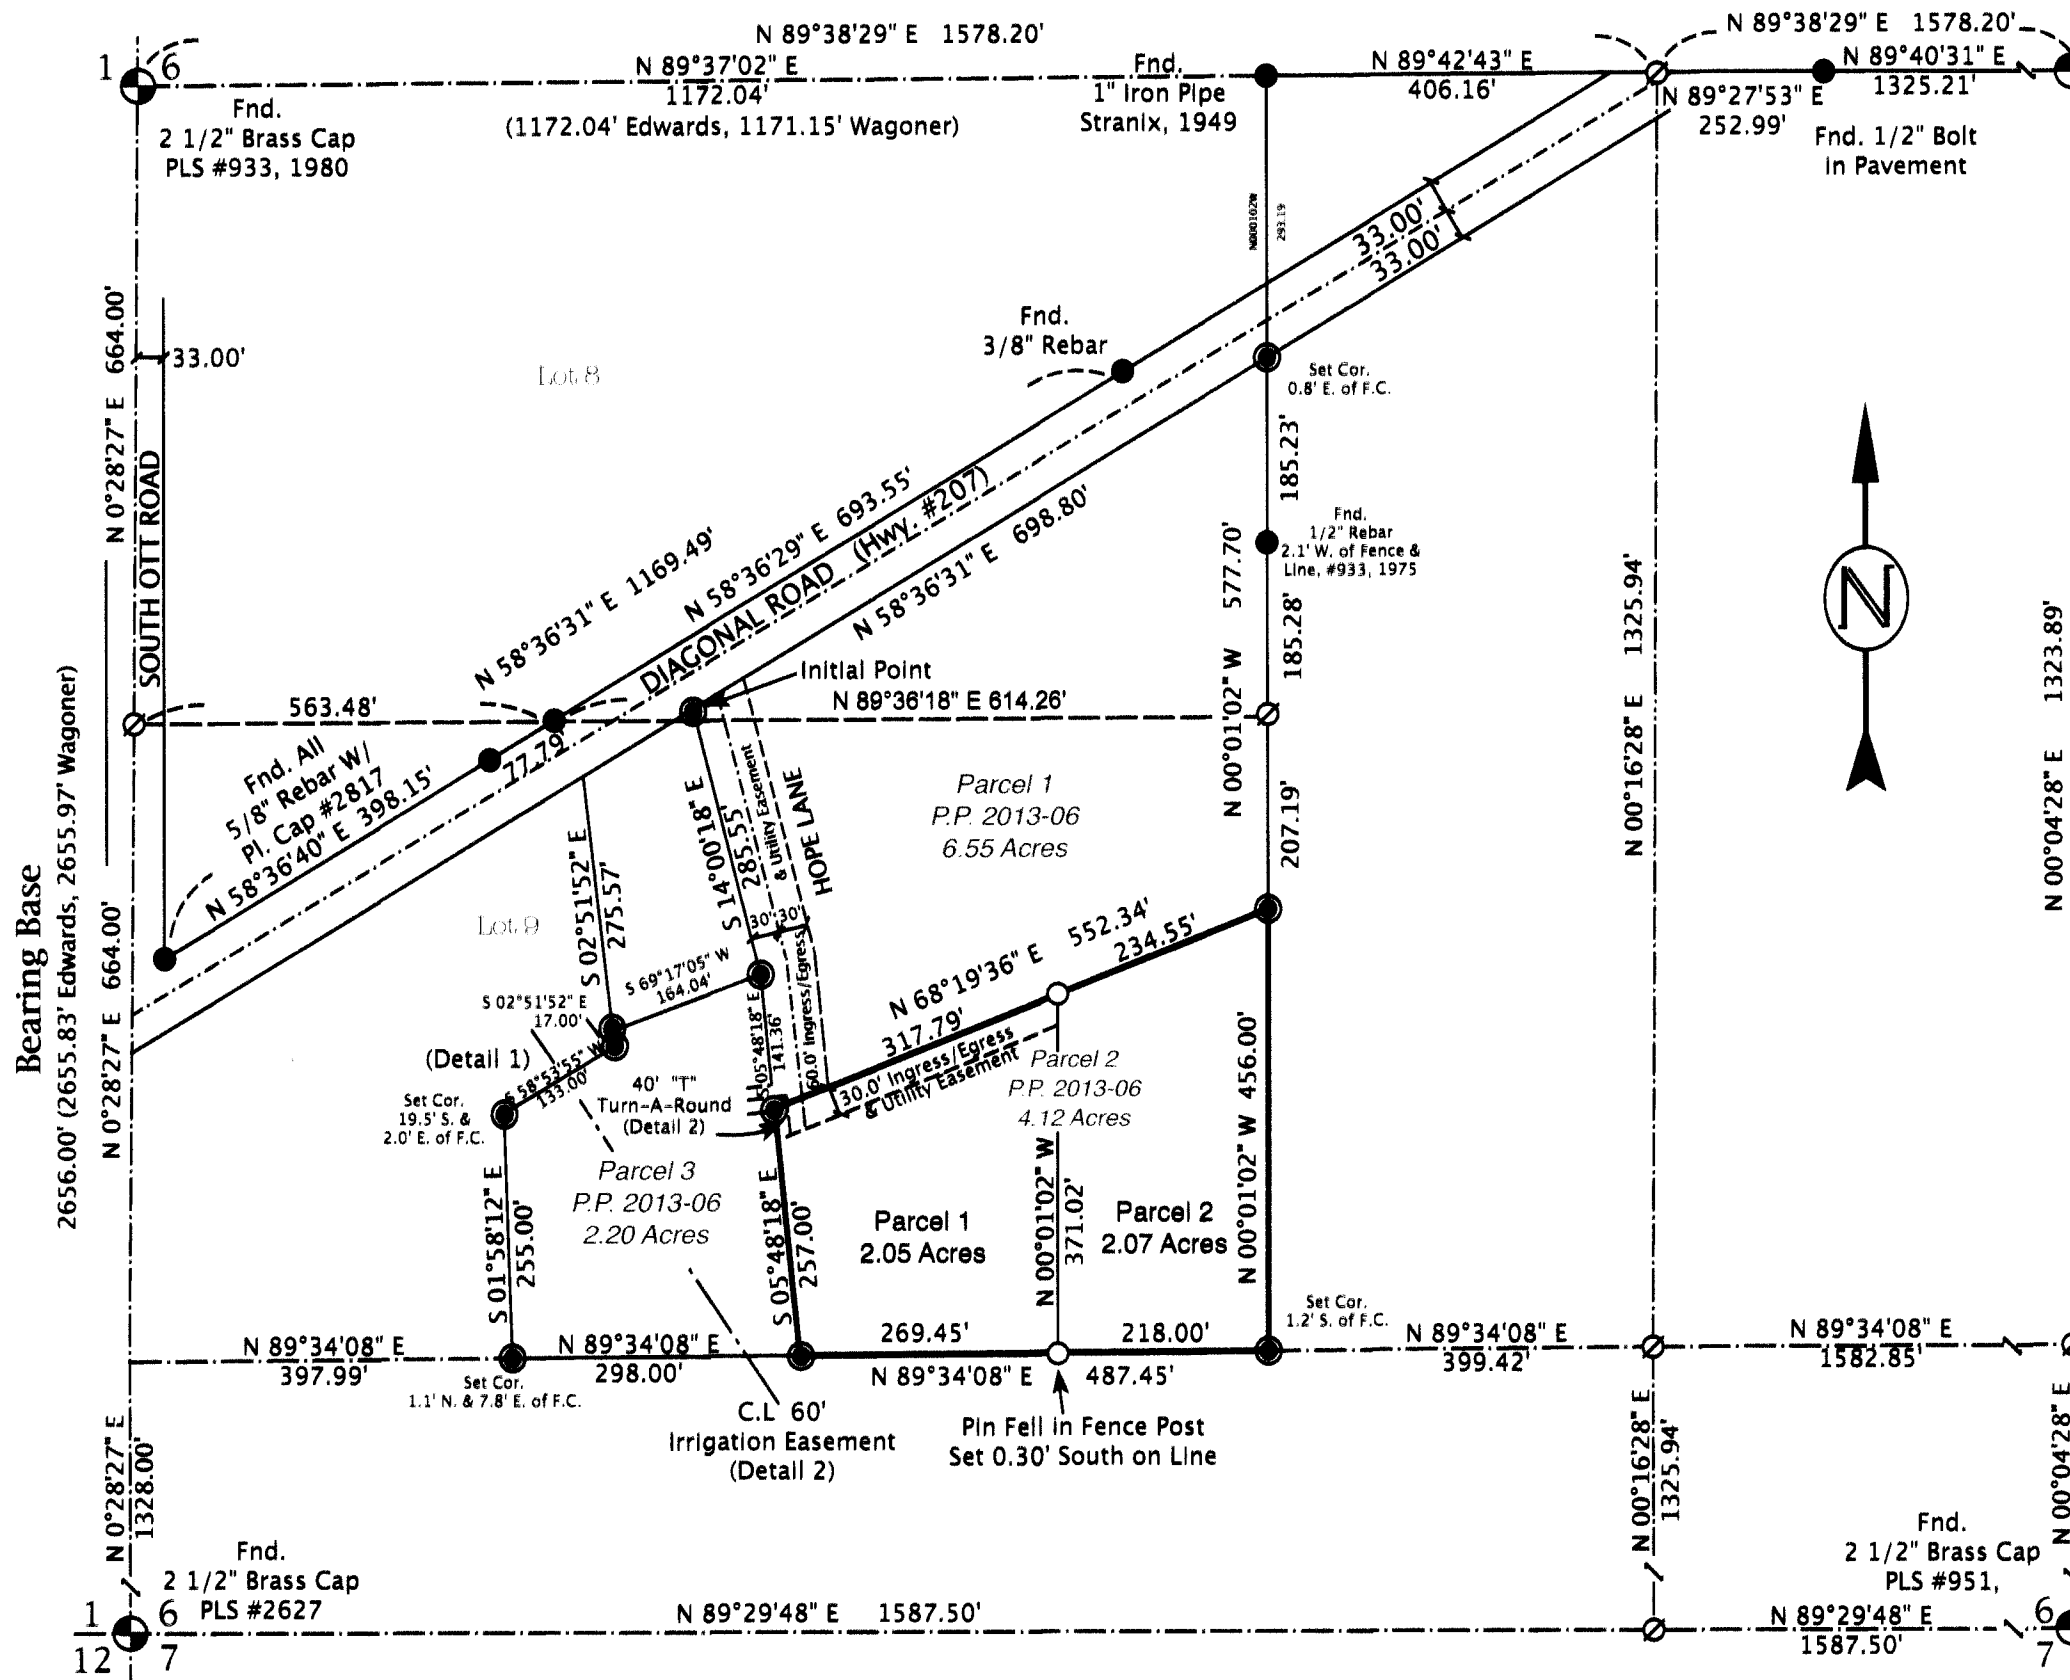 N 89°38'29" E 1578.20'
N 89°38'29" E 1578.20'
1 6
N 89°37'02" E
1172.04'
(1172.04' Edwards, 1171.15' Wagoner)
Fnd.
1" Iron Pipe
Stranix, 1949
N 89°42'43" E
406.16'
N 89°40'31" E
1325.21'
N 89°27'53" E
252.99'
Fnd. 1/2" Bolt
In Pavement
Fnd.
2 1/2" Brass Cap
PLS #933, 1980
N000102W
293.19
33.00'
33.00'
N 0°28'27" E 664.00'
33.00'
SOUTH OTT ROAD
Lot 8
Fnd.
3/8" Rebar
Set Cor.
0.8' E. of F.C.
185.23'
Fnd.
1/2" Rebar
2.1' W. of Fence &
Line, #933, 1975
N 00°01'02" W 577.70'
185.28'
207.19'
N 00°16'28" E 1325.94'
N
N 00°04'28" E 1323.89'
N 58°36'31" E 1169.49'
N 58°36'29" E 693.55'
DIAGONAL ROAD (Hwy. #207)
N 58°36'31" E 698.80'
Initial Point
N 89°36'18" E 614.26'
563.48'
77.79'
Fnd. All
5/8" Rebar W/
Pl. Cap #2817
N 58°36'40" E 398.15'
Bearing Base
2656.00' (2655.83' Edwards, 2655.97' Wagoner)
N 0°28'27" E 664.00'
Lot 9
S 02°51'52" E
275.57'
S 14°00'18" E
285.55'
& Utility Easement
HOPE LANE
30' 30'
60.0' Ingress/Egress
Parcel 1
P.P. 2013-06
6.55 Acres
S 69°17'05" W
164.04'
S 02°51'52" E
17.00'
(Detail 1)
S 58°53'55" W
133.00'
S 05°48'18" E
141.36'
N 68°19'36" E 552.34'
234.55'
317.79'
30.0' Ingress/Egress
& Utility Easement
Parcel 2
P.P. 2013-06
4.12 Acres
N 00°01'02" W 456.00'
Set Cor.
19.5' S. &
2.0' E. of F.C.
40' "T"
Turn-A-Round
(Detail 2)
Parcel 3
P.P. 2013-06
2.20 Acres
S 01°58'12" E
255.00'
S 05°48'18" E
257.00'
Parcel 1
2.05 Acres
N 00°01'02" W
371.02'
Parcel 2
2.07 Acres
Set Cor.
1.2' S. of F.C.
N 89°34'08" E
397.99'
N 89°34'08" E
298.00'
269.45'
218.00'
N 89°34'08" E 487.45'
N 89°34'08" E
399.42'
N 89°34'08" E
1582.85'
Set Cor.
1.1' N. & 7.8' E. of F.C.
C.L 60'
Irrigation Easement
(Detail 2)
Pin Fell in Fence Post
Set 0.30' South on Line
N 0°28'27" E
1328.00'
N 00°16'28" E
1325.94'
N 00°04'28" E
Fnd.
2 1/2" Brass Cap
PLS #2627
Fnd.
2 1/2" Brass Cap
PLS #951,
1 6
12 7
N 89°29'48" E 1587.50'
N 89°29'48" E
1587.50'
6
7